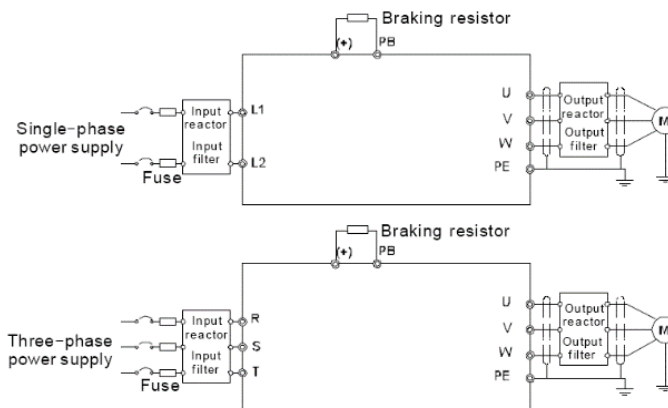 Braking resistor
(+) PB
Single-phase
power supply
Fuse
Input
reactor
Input
filter
L1
L2
U
V
W
PE
Output
reactor
Output
filter
M
Braking resistor
(+) PB
Three-phase
power supply
Fuse
Input
reactor
Input
filter
R
S
T
U
V
W
PE
Output
reactor
Output
filter
M